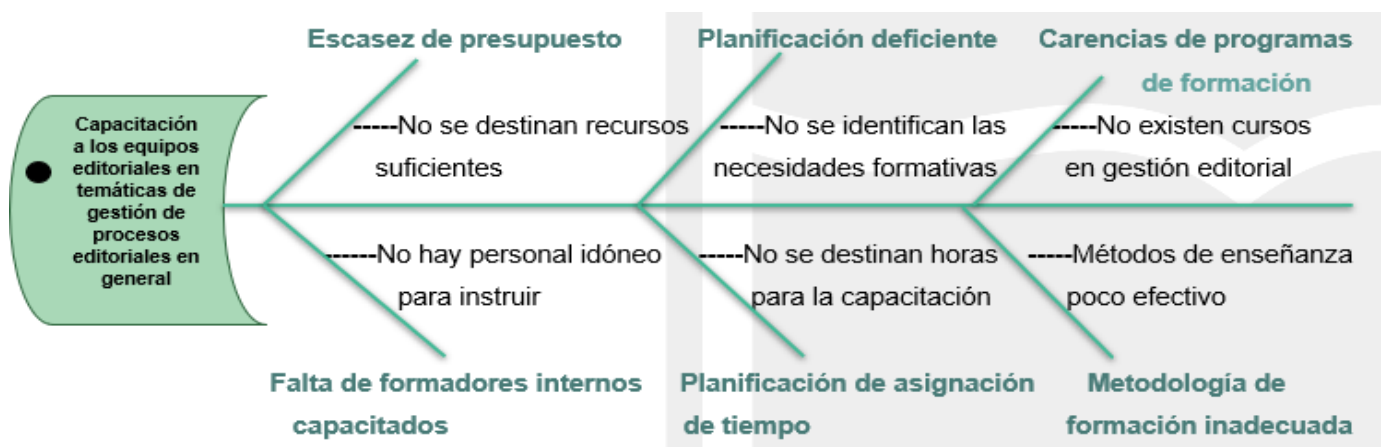 Escasez de presupuesto
Planificación deficiente
Carencias de programas
de formación
Capacitación
a los equipos
editoriales en
temáticas de
gestión de
procesos
editoriales en
general
-----No se destinan recursos
suficientes
-----No se identifican las
necesidades formativas
-----No existen cursos
en gestión editorial
------No hay personal idóneo
para instruir
-----No se destinan horas
para la capacitación
-----Métodos de enseñanza
poco efectivo
Falta de formadores internos
capacitados
Planificación de asignación
de tiempo
Metodología de
formación inadecuada